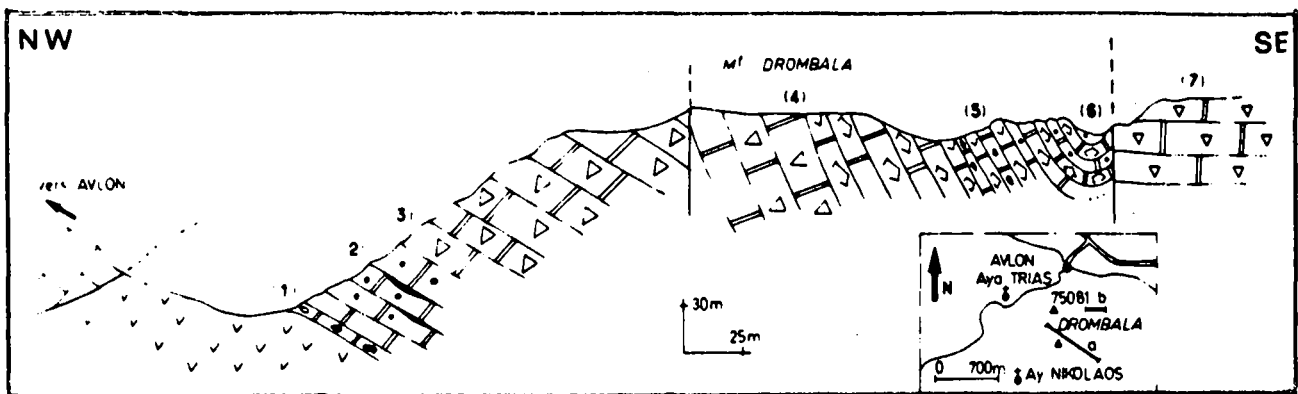 NW
SE
Mt DROMBALA
(4)
(5)
(6)
(7)
vers AVLON
3
2
1
30m
25m
N
AVLON
Aya TRIAS
75081 b
DROMBALA
a
0 700m
Ay NIKOLAOS